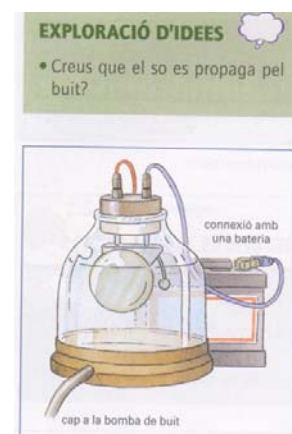 EXPLORACIÓ D'IDEES
• Creus que el so es propaga pel
buit?
connexió amb
una bateria
cap a la bomba de buit